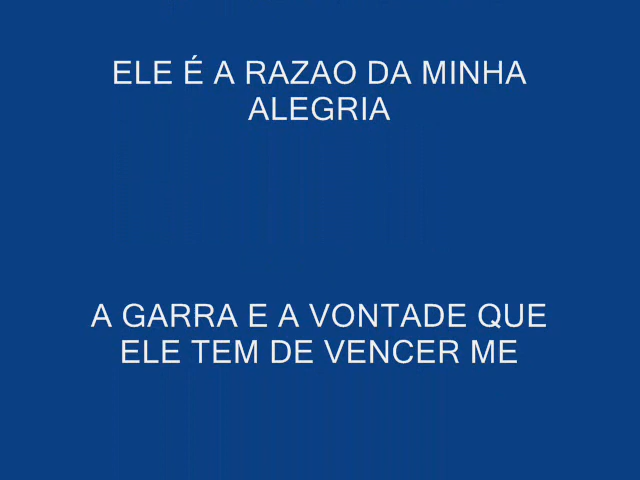 ELE É A RAZAO DA MINHA
ALEGRIA
A GARRA E A VONTADE QUE
ELE TEM DE VENCER ME